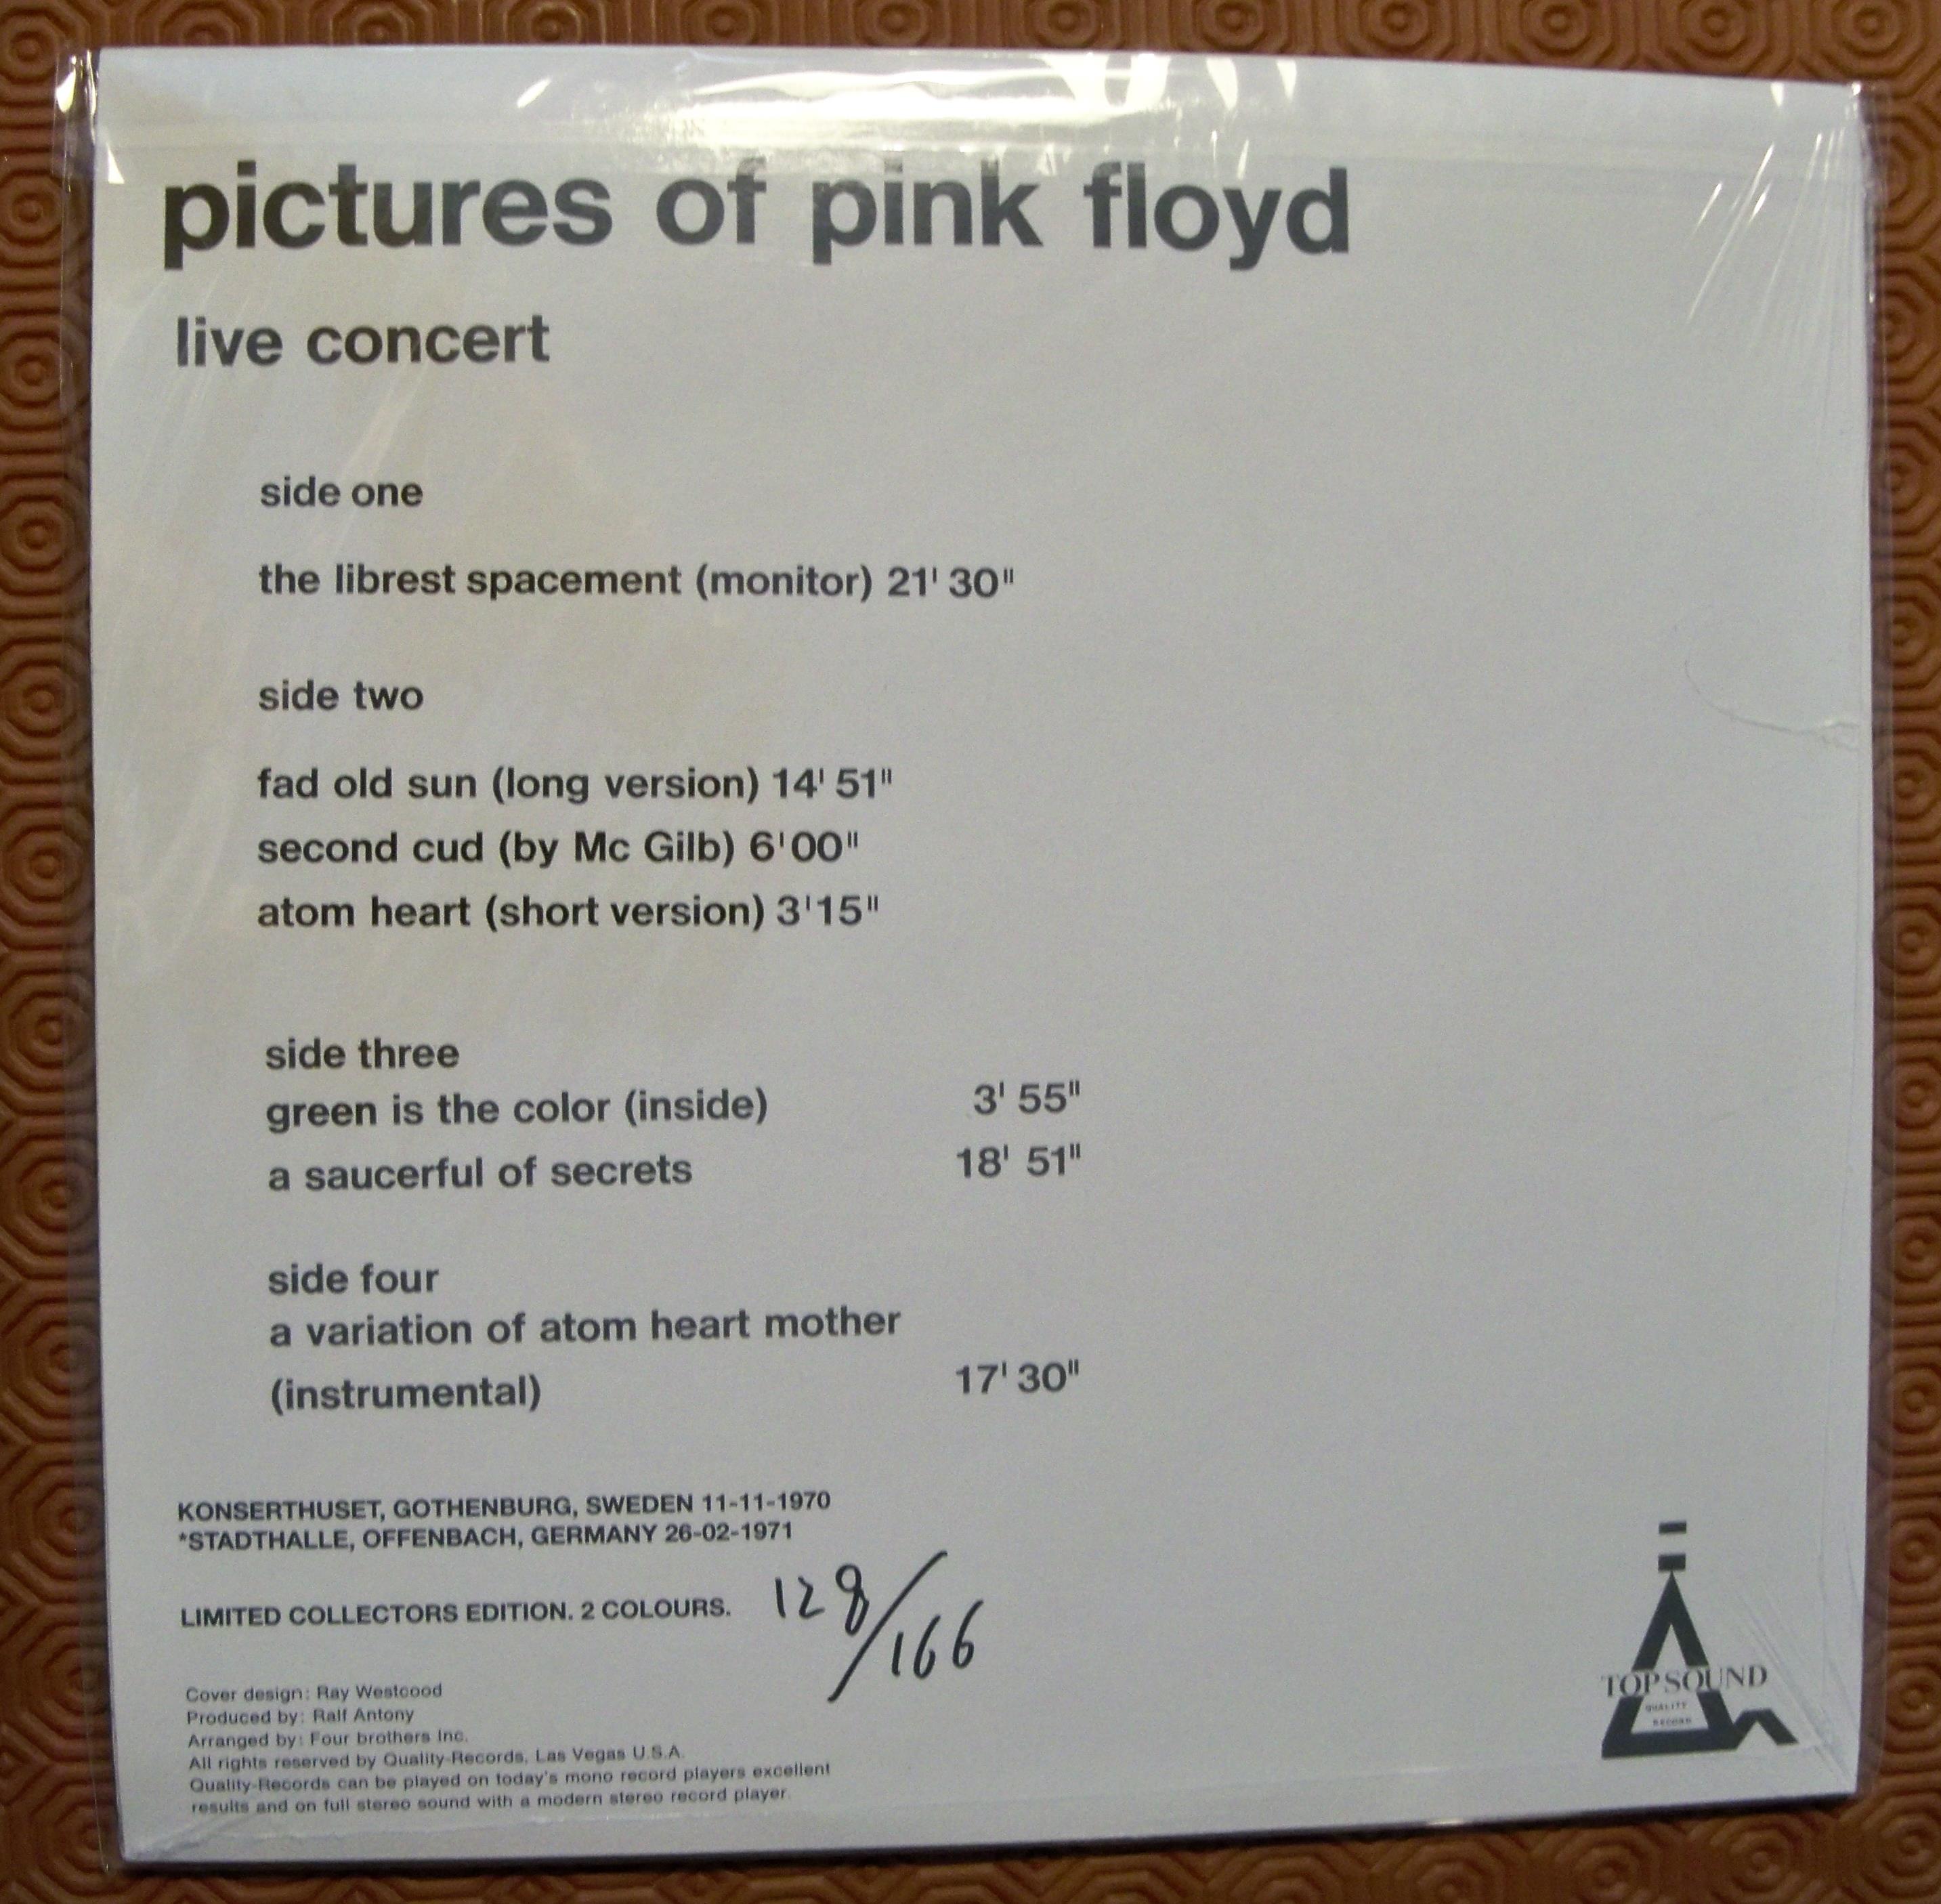 pictures of pink floyd
live concert
side one
the librest spacement (monitor) 21' 30"
side two
fad old sun (long version) 14' 51"
second cud (by Mc Gilb) 6'00"
atom heart (short version) 3'15"
side three
green is the color (inside) 3' 55"
a saucerful of secrets 18' 51"
side four
a variation of atom heart mother
(instrumental) 17' 30"
KONSERTHUSET, GOTHENBURG, SWEDEN 11-11-1970
*STADTHALLE, OFFENBACH, GERMANY 26-02-1971
LIMITED COLLECTORS EDITION. 2 COLOURS. 128/166
Cover design: Ray Westcood
Produced by: Ralf Antony
Arranged by: Four brothers Inc.
All rights reserved by Quality-Records, Las Vegas U.S.A.
Quality-Records can be played on today's mono record players excellent
results and on full stereo sound with a modern stereo record player.
TOP SOUND
QUALITY
RECORD